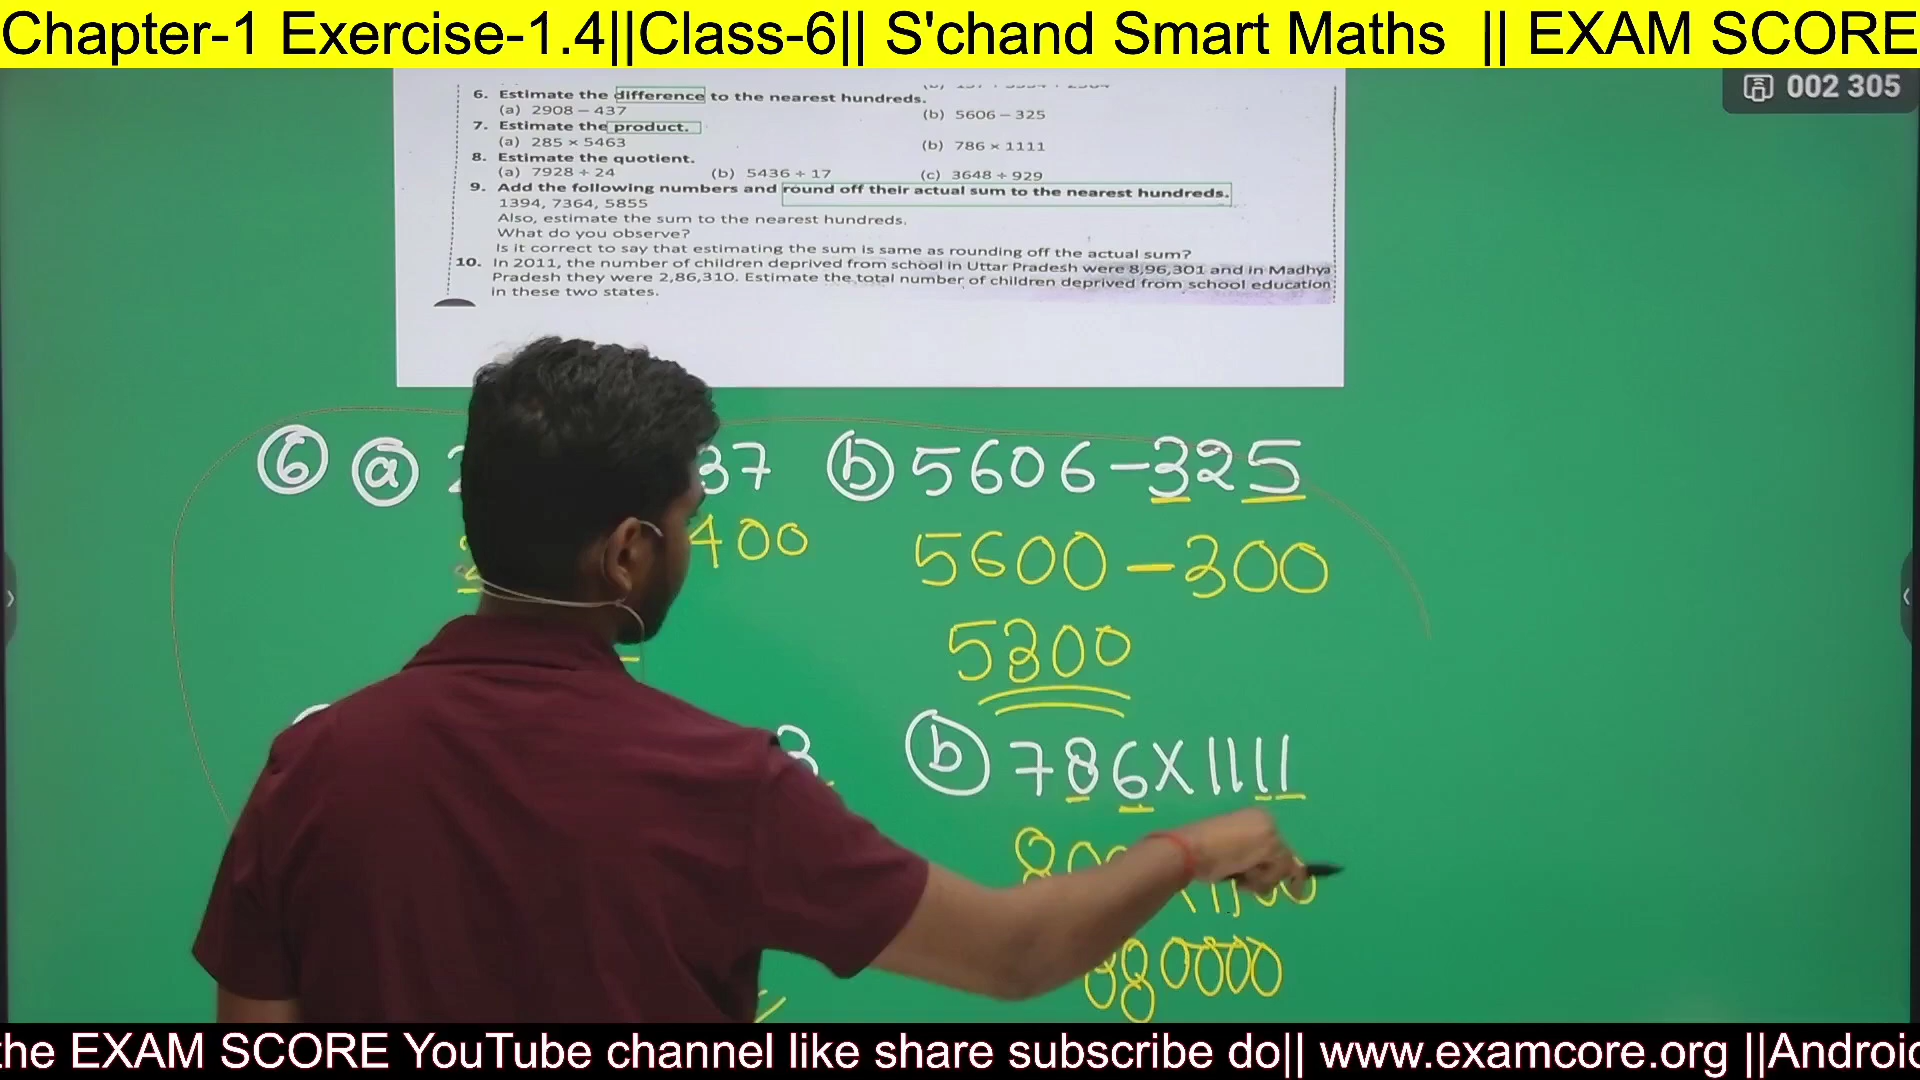 Chapter-1 Exercise-1.4||Class-6|| S'chand Smart Maths || EXAM SCORE
002 305
6. Estimate the difference to the nearest hundreds.
(a) 2908 – 437
(b) 5606 – 325
7. Estimate the product.
(a) 285 × 5463
(b) 786 × 1111
8. Estimate the quotient.
(a) 7928 ÷ 24 (b) 5436 ÷ 17 (c) 3648 ÷ 929
9. Add the following numbers and round off their actual sum to the nearest hundreds.
1394, 7364, 5855
Also, estimate the sum to the nearest hundreds.
What do you observe?
Is it correct to say that estimating the sum is same as rounding off the actual sum?
10. In 2011, the number of children deprived from school in Uttar Pradesh were 8,96,301 and in Madhya
Pradesh they were 2,86,310. Estimate the total number of children deprived from school education
in these two states.
6 a 37 b 5606-325
400 5600-300
5300
b 786×1111
880000
the EXAM SCORE YouTube channel like share subscribe do|| www.examcore.org ||Android